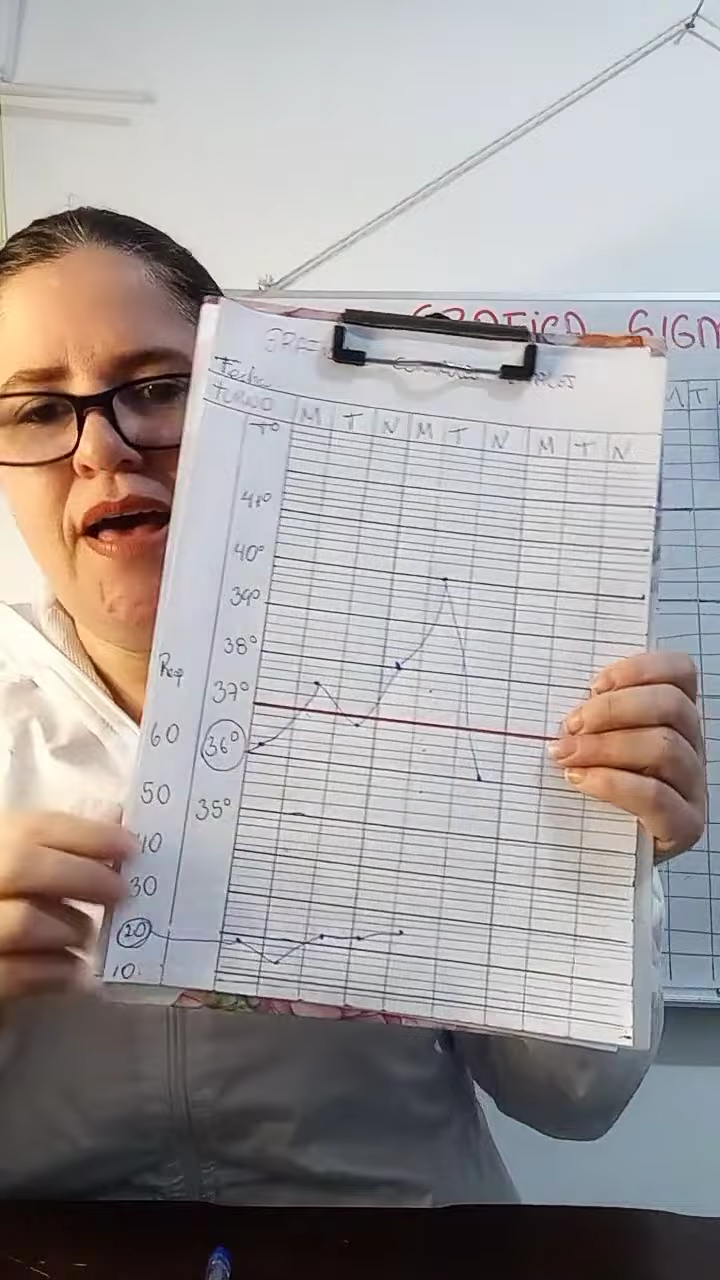 GRAFICA SIGN
Fecha
TURNO M T N M T N M T N
M T
T°
41°
40°
39°
38°
Resp 37°
60 36°
50 35°
40
30
20
10